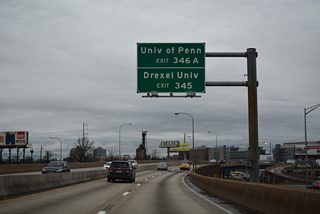 Univ of Penn
EXIT 346 A
Drexel Univ
EXIT 345